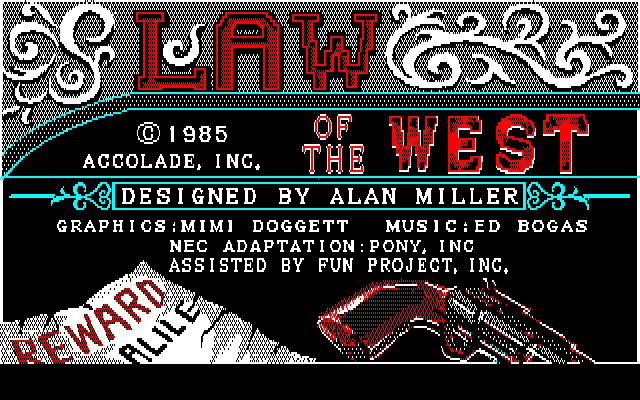 LAW
OF THE WEST
© 1985
ACCOLADE, INC.
DESIGNED BY ALAN MILLER
GRAPHICS:MIMI DOGGETT MUSIC:ED BOGAS
NEC ADAPTATION:PONY, INC
ASSISTED BY FUN PROJECT, INC.
REWARD